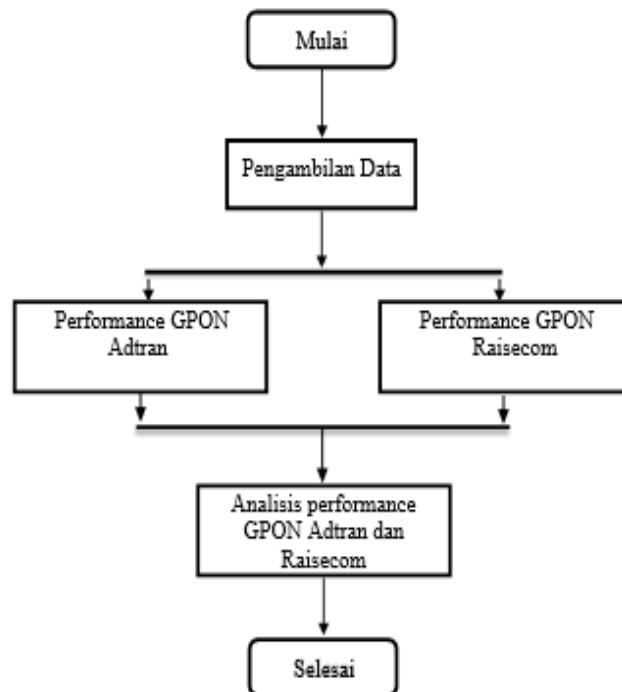 Mulai
Pengambilan Data
Performance GPON
Adtran
Performance GPON
Raisecom
Analisis performance
GPON Adtran dan
Raisecom
Selesai